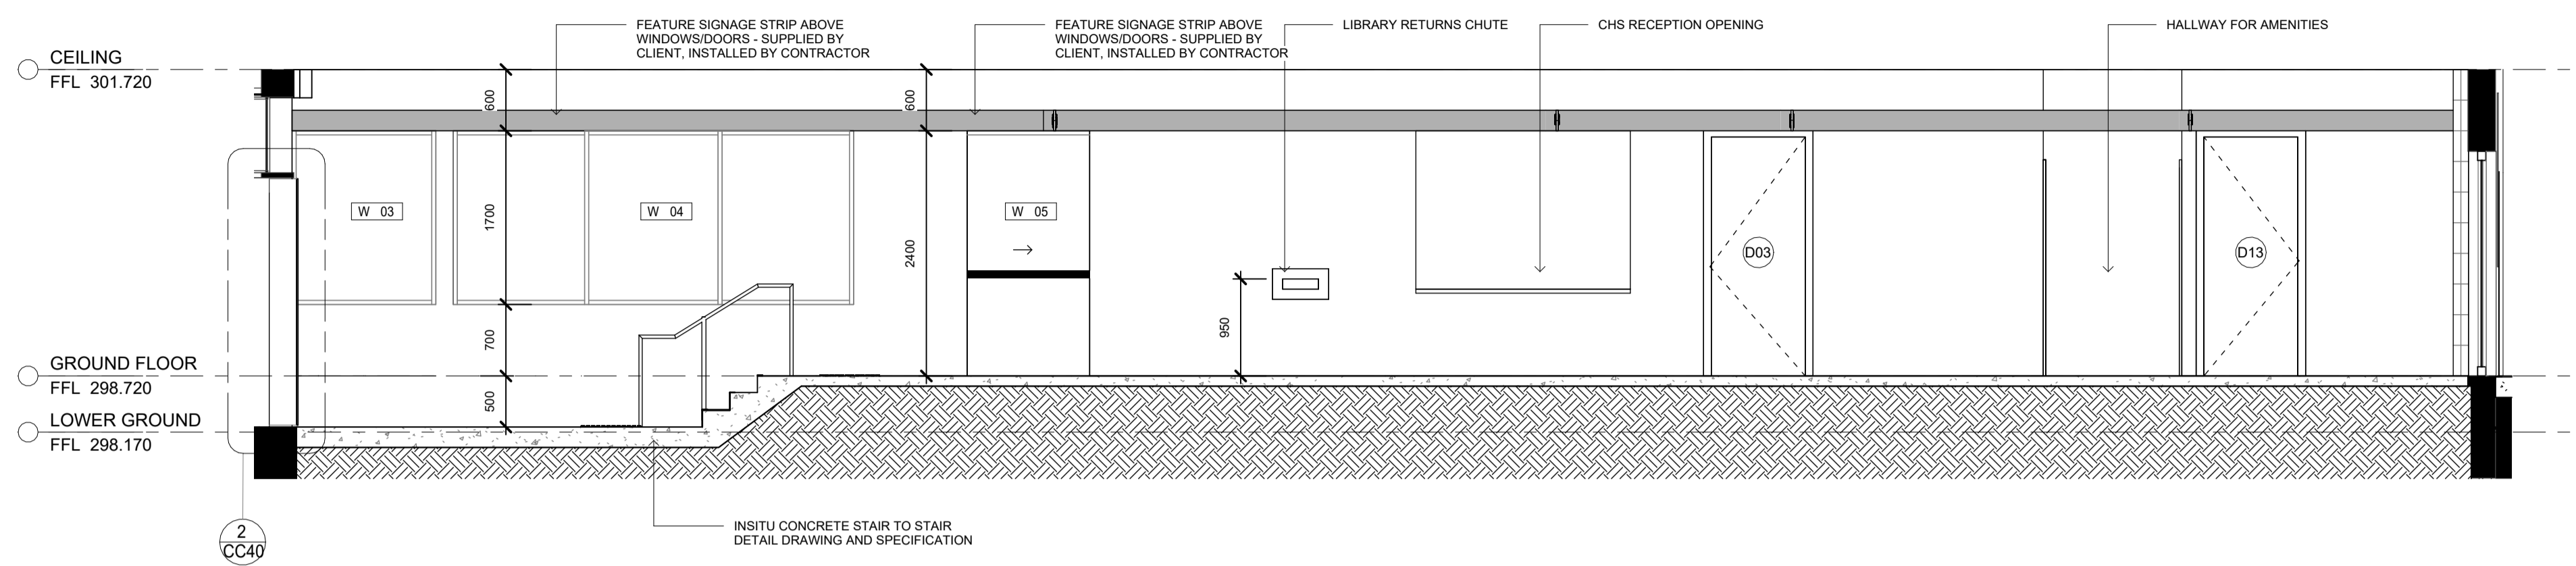 FEATURE SIGNAGE STRIP ABOVE
WINDOWS/DOORS - SUPPLIED BY
CLIENT, INSTALLED BY CONTRACTOR
FEATURE SIGNAGE STRIP ABOVE
WINDOWS/DOORS - SUPPLIED BY
CLIENT, INSTALLED BY CONTRACTOR
LIBRARY RETURNS CHUTE
CHS RECEPTION OPENING
HALLWAY FOR AMENITIES
CEILING
FFL 301.720
600
600
W 03
W 04
W 05
1700
2400
D03
D13
950
700
GROUND FLOOR
FFL 298.720
500
LOWER GROUND
FFL 298.170
2
CC40
INSITU CONCRETE STAIR TO STAIR
DETAIL DRAWING AND SPECIFICATION